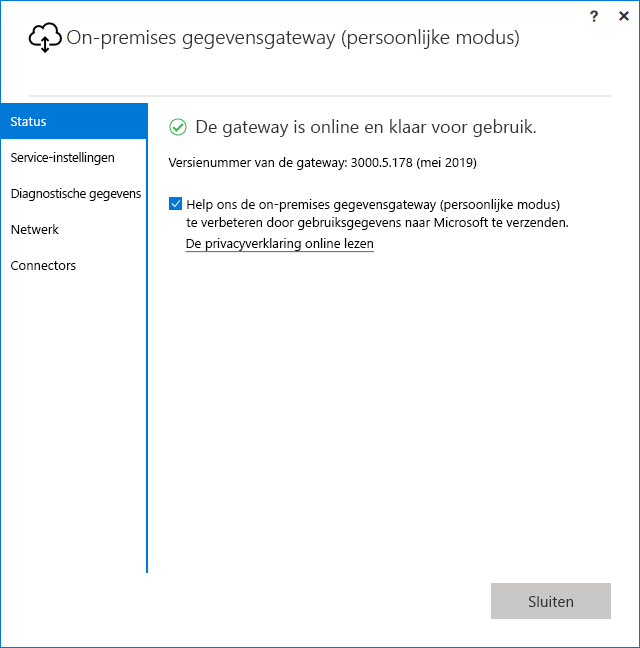 ? ×
On-premises gegevensgateway (persoonlijke modus)
Status
Service-instellingen
Diagnostische gegevens
Netwerk
Connectors
De gateway is online en klaar voor gebruik.
Versienummer van de gateway: 3000.5.178 (mei 2019)
Help ons de on-premises gegevensgateway (persoonlijke modus)
te verbeteren door gebruiksgegevens naar Microsoft te verzenden.
De privacyverklaring online lezen
Sluiten